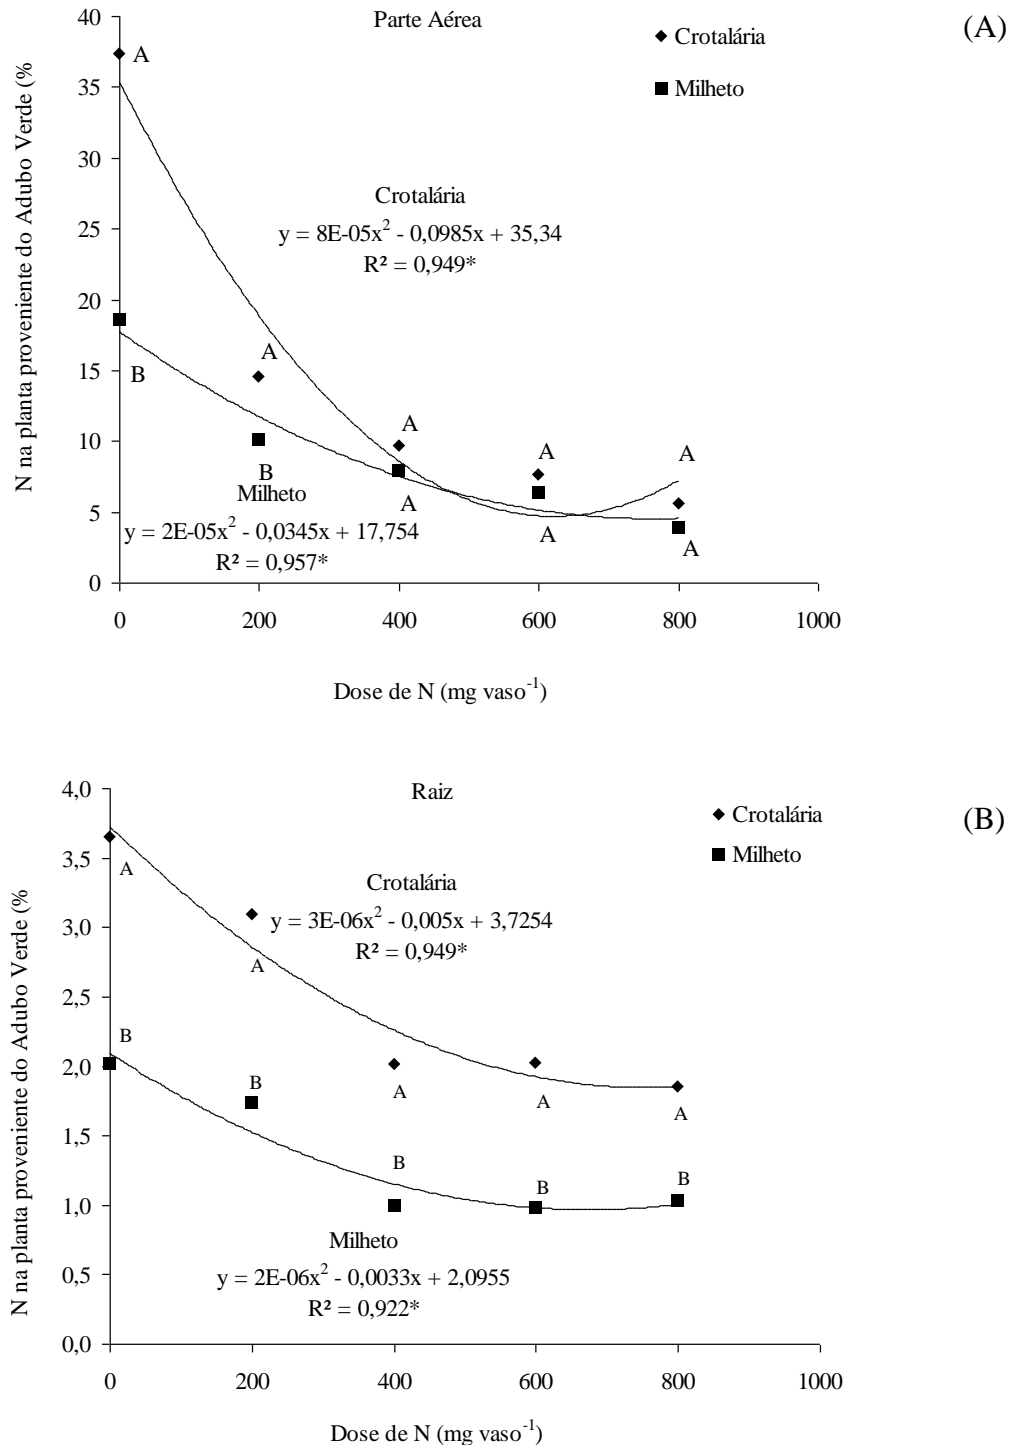 Parte Aérea
(A)
Crotalária
Milheto
N na planta proveniente do Adubo Verde (%
40
35
30
25
20
15
10
5
0
A
B
A
B
A
A
A
A
A
A
Crotalária
y = 8E-05x² - 0,0985x + 35,34
R² = 0,949*
Milheto
y = 2E-05x² - 0,0345x + 17,754
R² = 0,957*
0 200 400 600 800 1000
Dose de N (mg vaso⁻¹)
Raiz
(B)
Crotalária
Milheto
N na planta proveniente do Adubo Verde (%
4,0
3,5
3,0
2,5
2,0
1,5
1,0
0,5
0,0
A
B
A
B
A
B
A
B
A
B
Crotalária
y = 3E-06x² - 0,005x + 3,7254
R² = 0,949*
Milheto
y = 2E-06x² - 0,0033x + 2,0955
R² = 0,922*
0 200 400 600 800 1000
Dose de N (mg vaso⁻¹)